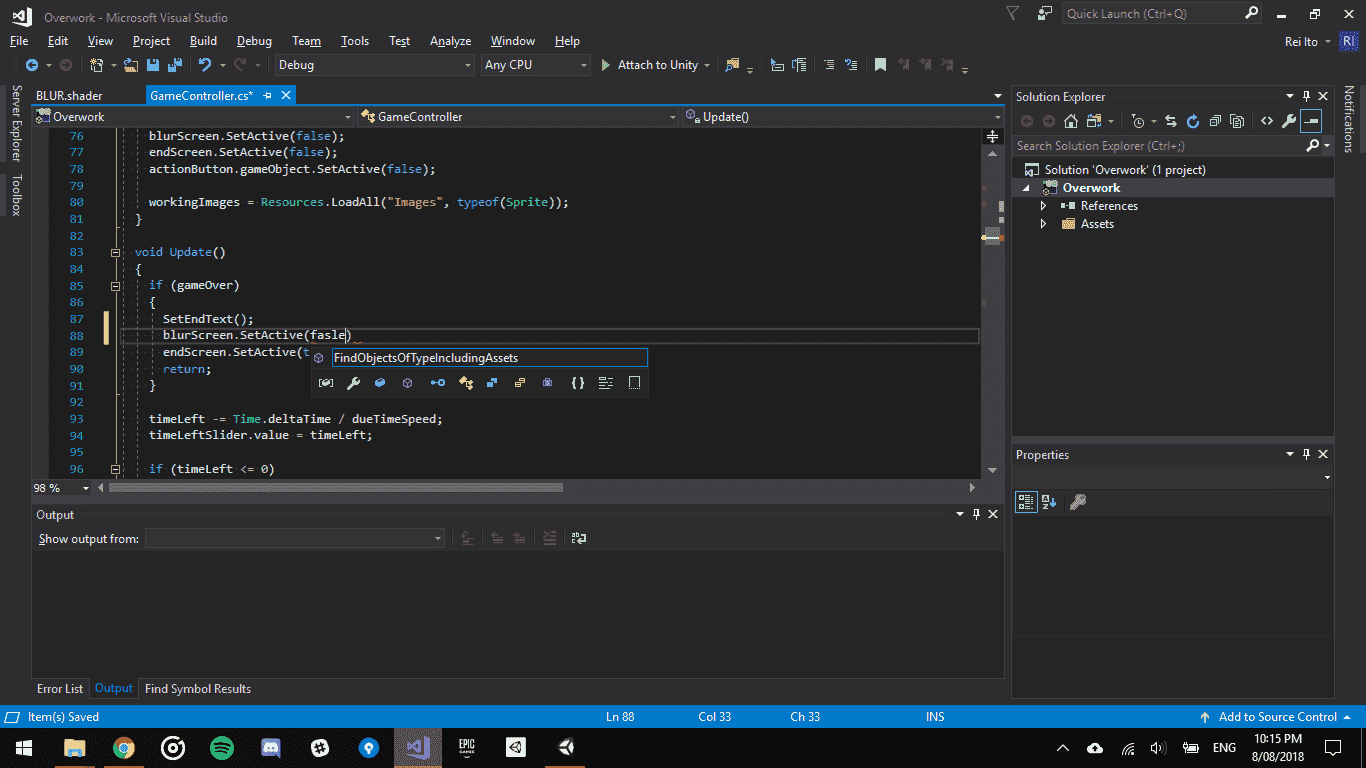 Overwork - Microsoft Visual Studio
Quick Launch (Ctrl+Q)
File Edit View Project Build Debug Team Tools Test Analyze Window Help
Rei Ito RI
Debug Any CPU Attach to Unity
Server Explorer
Toolbox
BLUR.shader GameController.cs*
Overwork GameController Update()
76 blurScreen.SetActive(false);
77 endScreen.SetActive(false);
78 actionButton.gameObject.SetActive(false);
79
80 workingImages = Resources.LoadAll("Images", typeof(Sprite));
81 }
82
83 void Update()
84 {
85 if (gameOver)
86 {
87 SetEndText();
88 blurScreen.SetActive(fasle)
89 endScreen.SetActive(t
FindObjectsOfTypeIncludingAssets
90 return;
91 }
92
93 timeLeft -= Time.deltaTime / dueTimeSpeed;
94 timeLeftSlider.value = timeLeft;
95
96 if (timeLeft <= 0)
98 %
Output
Show output from:
Error List Output Find Symbol Results
Solution Explorer
Search Solution Explorer (Ctrl+;)
Solution 'Overwork' (1 project)
Overwork
References
Assets
Properties
Notifications
Item(s) Saved Ln 88 Col 33 Ch 33 INS Add to Source Control
EPIC GAMES
ENG
10:15 PM
8/08/2018